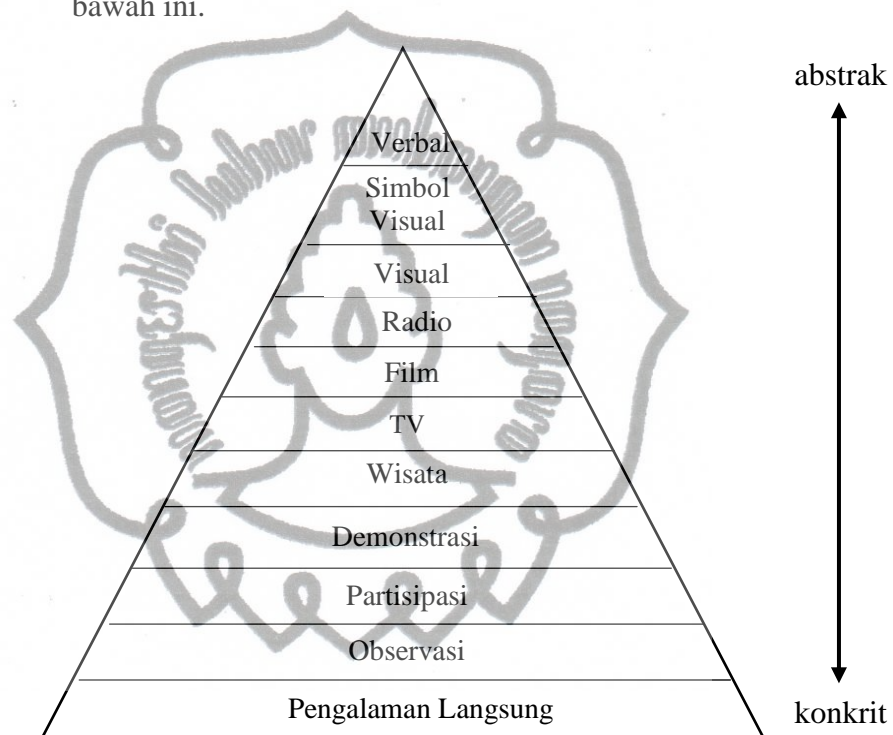 bawah ini.
abstrak
Verbal
Simbol
Visual
Visual
Radio
Film
TV
Wisata
Demonstrasi
Partisipasi
Observasi
Pengalaman Langsung
konkrit